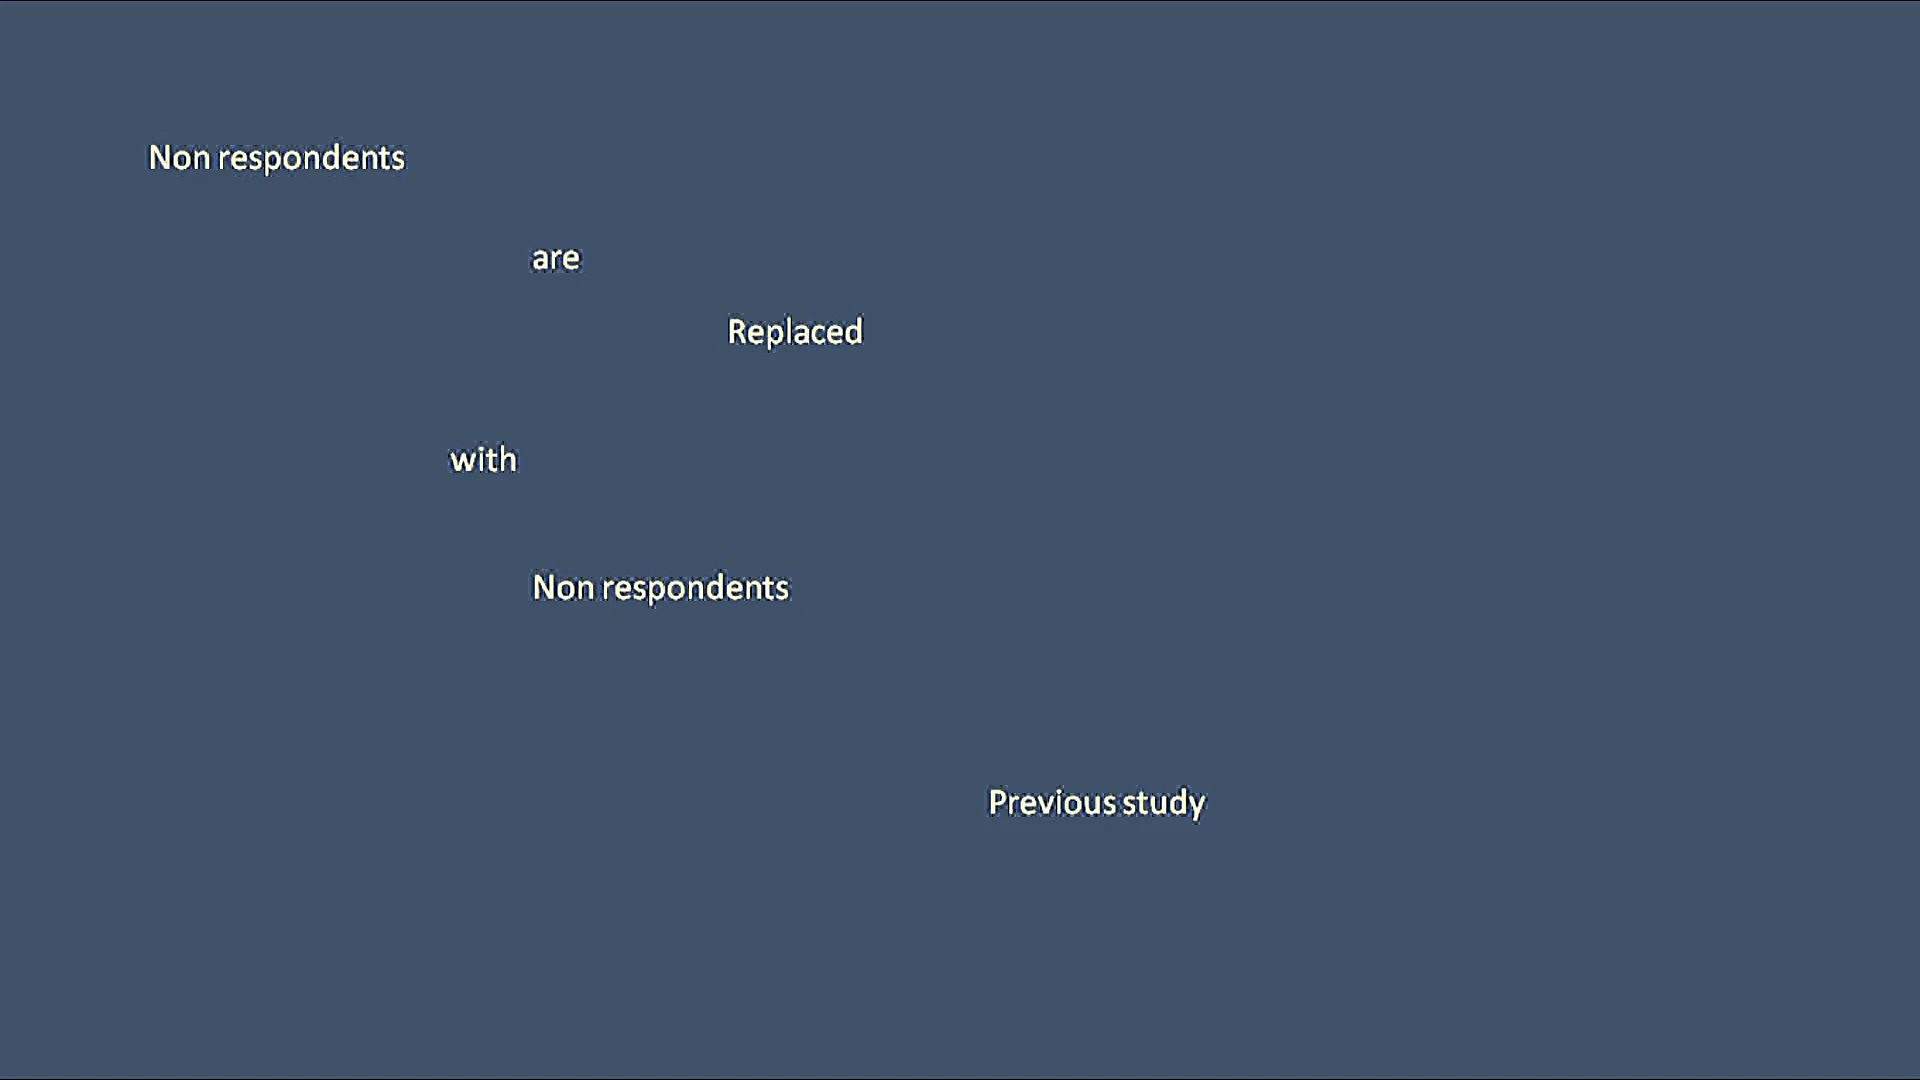 Non respondents
are
Replaced
with
Non respondents
Previous study